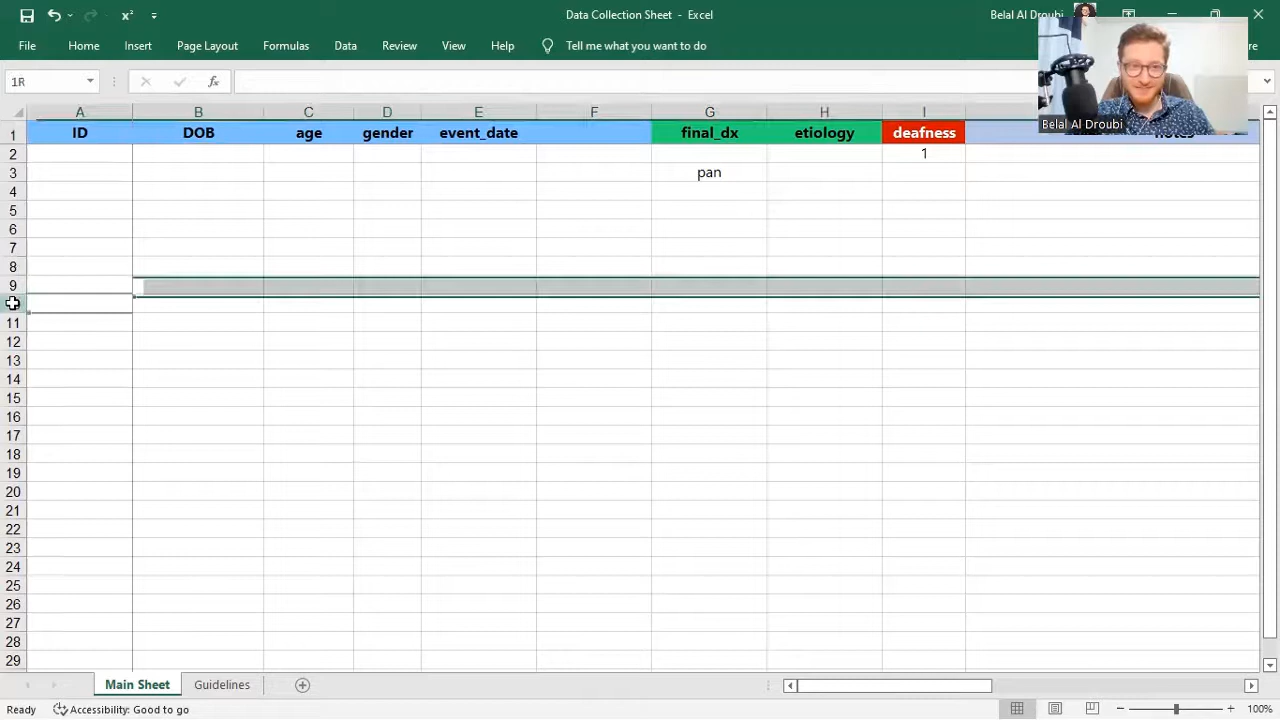 x²
Data Collection Sheet - Excel
Belal Al Droubi
File Home Insert Page Layout Formulas Data Review View Help Tell me what you want to do
1R fx
Belal Al Droubi
A B C D E F G H I
1 ID DOB age gender event_date final_dx etiology deafness notes
2 1
3 pan
4
5
6
7
8
9
11
12
13
14
15
16
17
18
19
20
21
22
23
24
25
26
27
28
29
Main Sheet Guidelines
Ready Accessibility: Good to go 100%